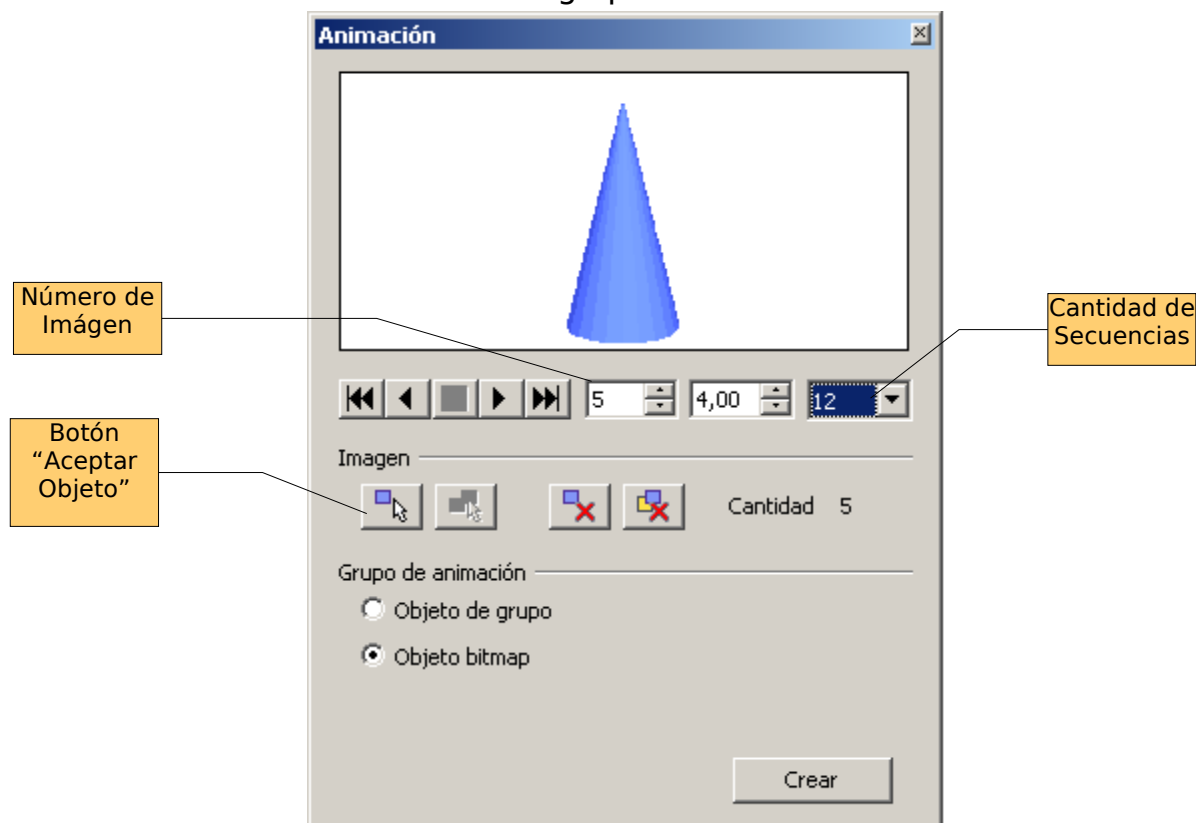 Animación
Número de
Imágen
Cantidad de
Secuencias
5
4,00
12
Botón
“Aceptar
Objeto”
Imagen
Cantidad 5
Grupo de animación
Objeto de grupo
Objeto bitmap
Crear